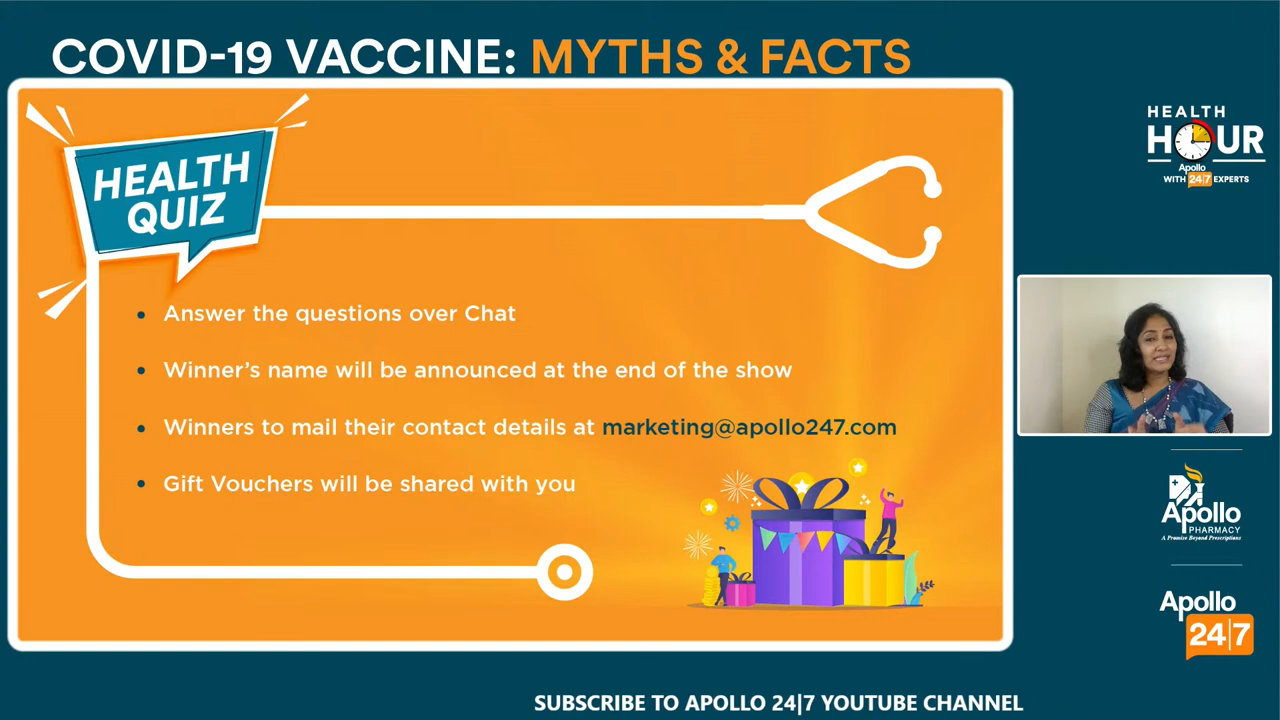 COVID-19 VACCINE: MYTHS & FACTS
HEALTH
QUIZ
• Answer the questions over Chat
• Winner’s name will be announced at the end of the show
• Winners to mail their contact details at marketing@apollo247.com
• Gift Vouchers will be shared with you
HEALTH
HOUR
Apollo
WITH 24|7 EXPERTS
Apollo
PHARMACY
A Promise Beyond Prescriptions
Apollo
24|7
SUBSCRIBE TO APOLLO 24|7 YOUTUBE CHANNEL